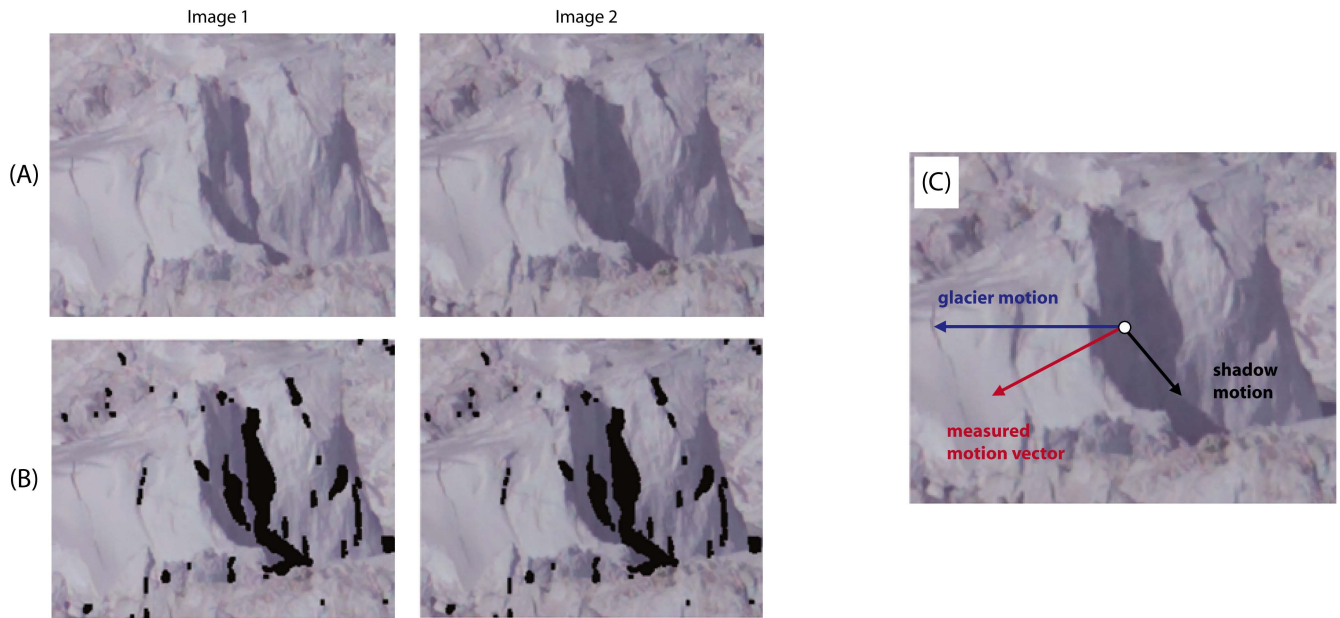 Image 1
Image 2
(A)
(B)
(C)
glacier motion
shadow
motion
measured
motion vector